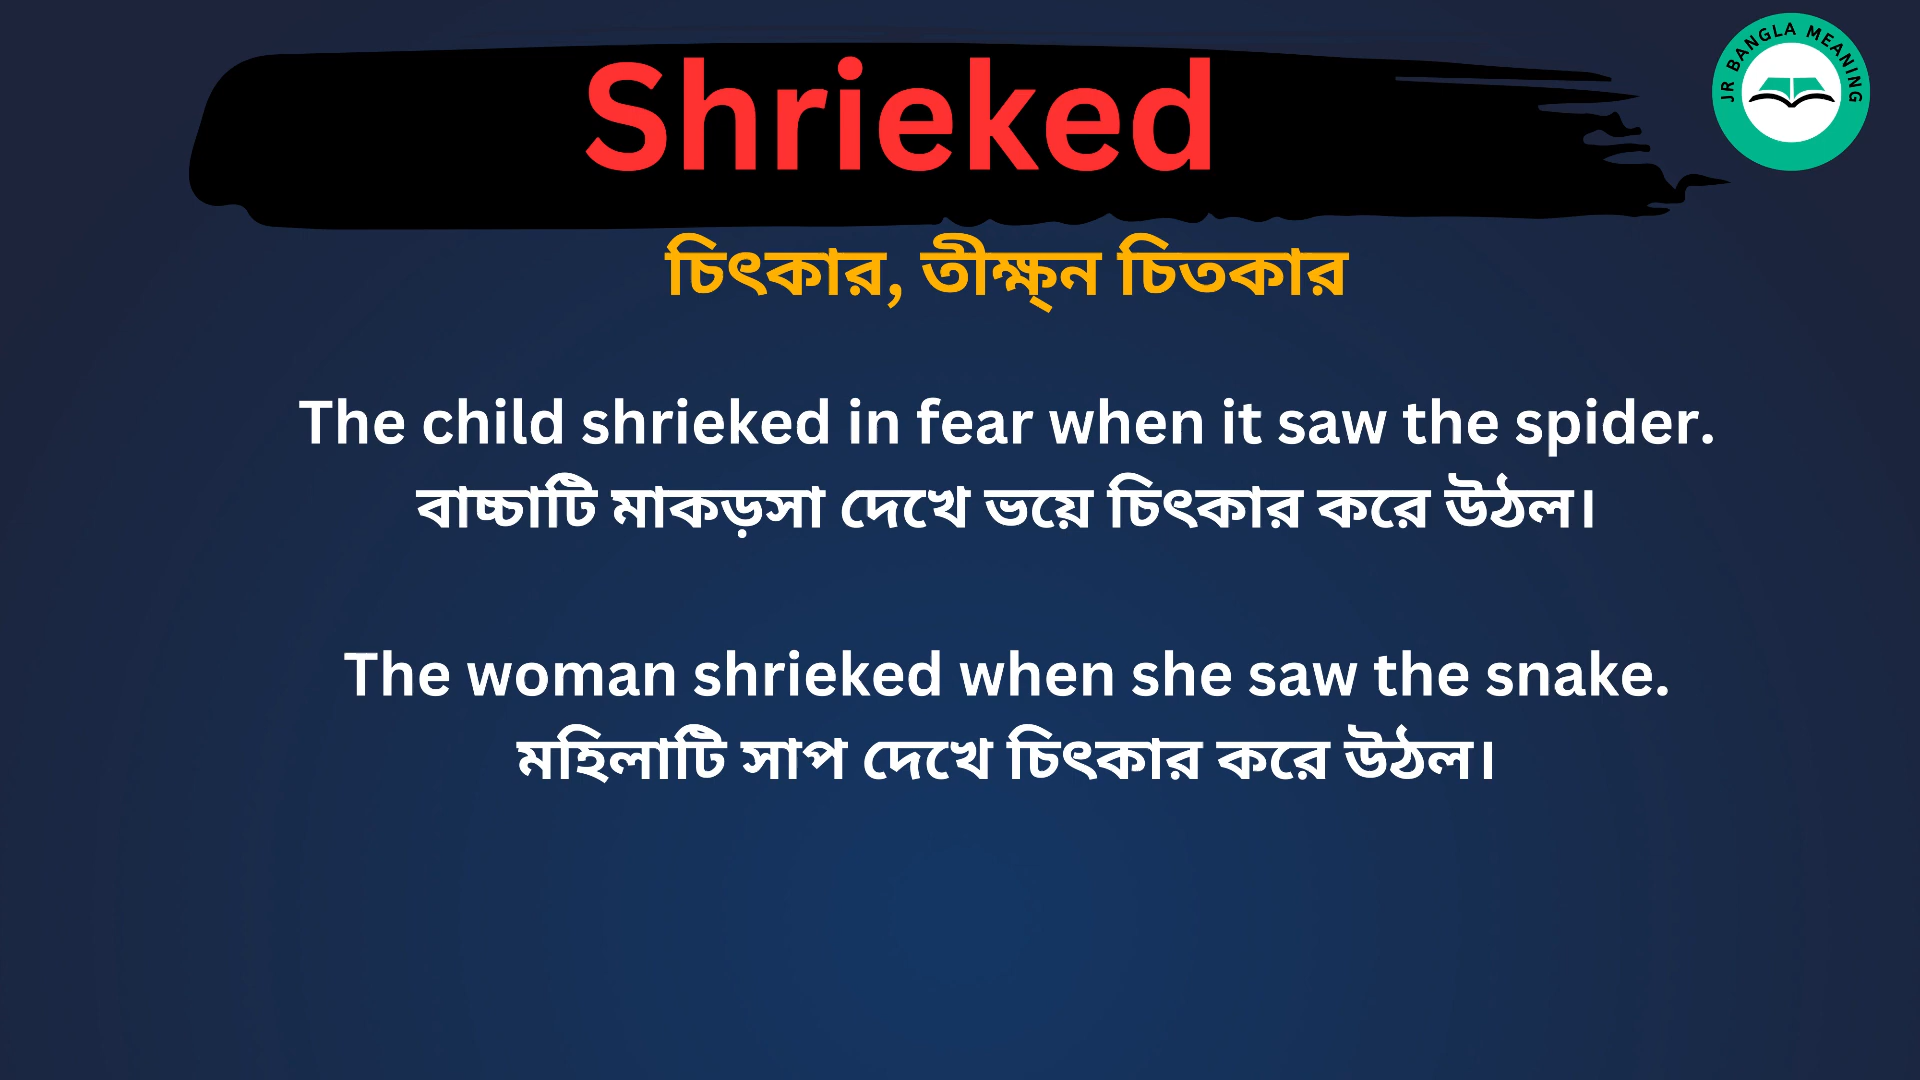 Shrieked
JR BANGLA MEANING
চিৎকার, তীক্ষ্ন চিতকার
The child shrieked in fear when it saw the spider.
বাচ্চাটি মাকড়সা দেখে ভয়ে চিৎকার করে উঠল।
The woman shrieked when she saw the snake.
মহিলাটি সাপ দেখে চিৎকার করে উঠল।